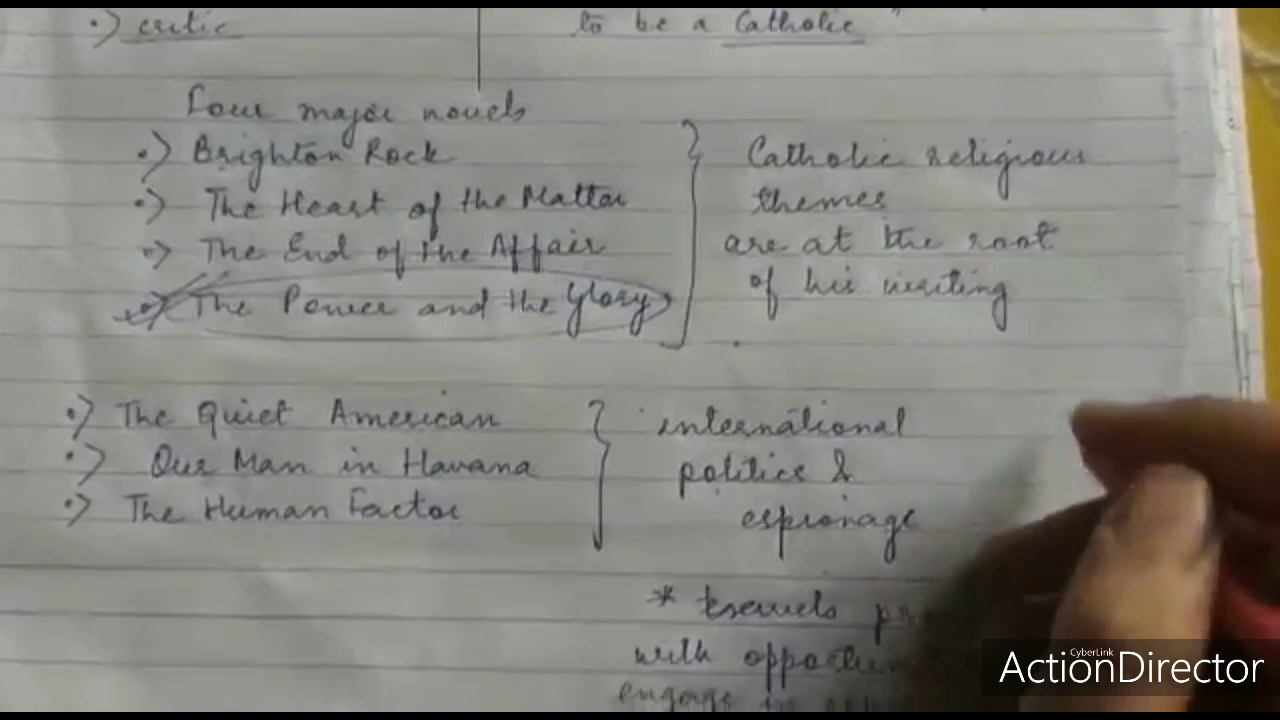 ·) critic
to be a Catholic "
Four major novels
·) Brighton Rock
·) The Heart of the Matter
·) The End of the Affair
·) The Power and the Glory
Catholic religious
themes
are at the root
of his writing
·) The Quiet American
·) Our Man in Havana
·) The Human Factor
international
politics &
espionage
* travels
with
engage
CyberLink
ActionDirector